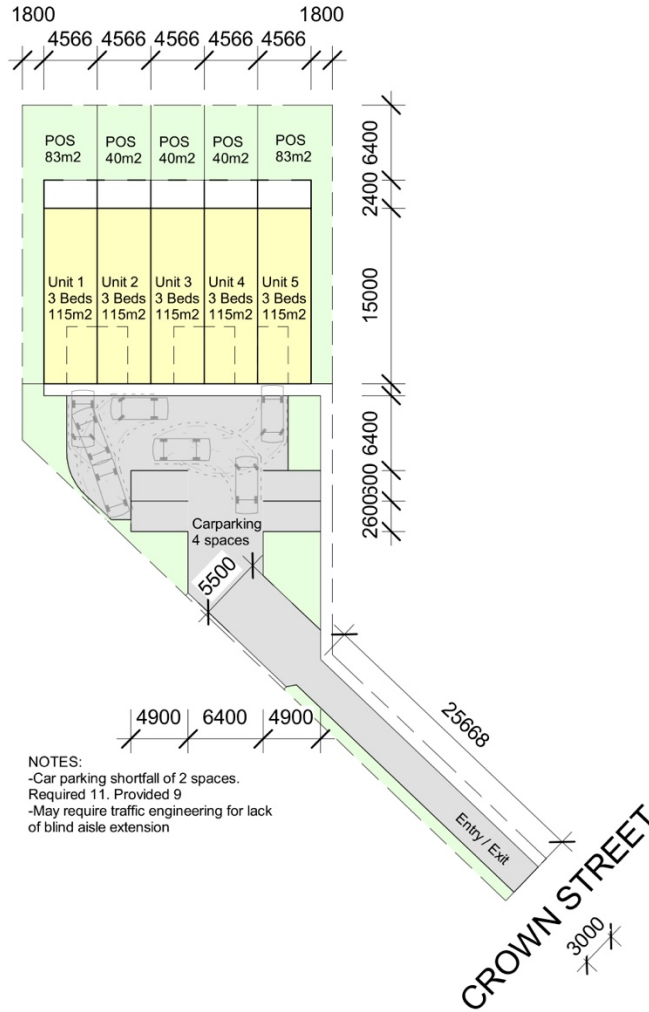 1800
1800
4566 4566 4566 4566 4566
POS
83m2
POS
40m2
POS
40m2
POS
40m2
POS
83m2
6400
2400
15000
Unit 1
3 Beds
115m2
Unit 2
3 Beds
115m2
Unit 3
3 Beds
115m2
Unit 4
3 Beds
115m2
Unit 5
3 Beds
115m2
6400
2600
Carparking
4 spaces
5500
4900 6400 4900
25668
NOTES:
-Car parking shortfall of 2 spaces.
Required 11. Provided 9
-May require traffic engineering for lack
of blind aisle extension
Entry / Exit
CROWN STREET
3000